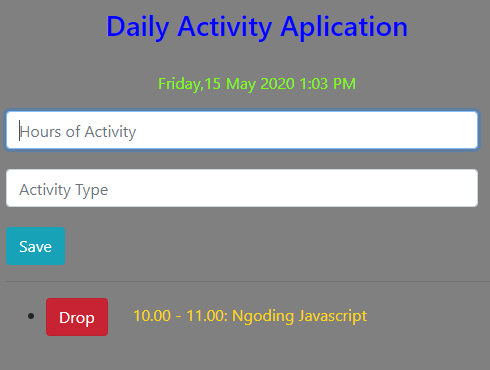 Daily Activity Aplication
Friday,15 May 2020 1:03 PM
Hours of Activity
Activity Type
Save
Drop 10.00 - 11.00: Ngoding Javascript